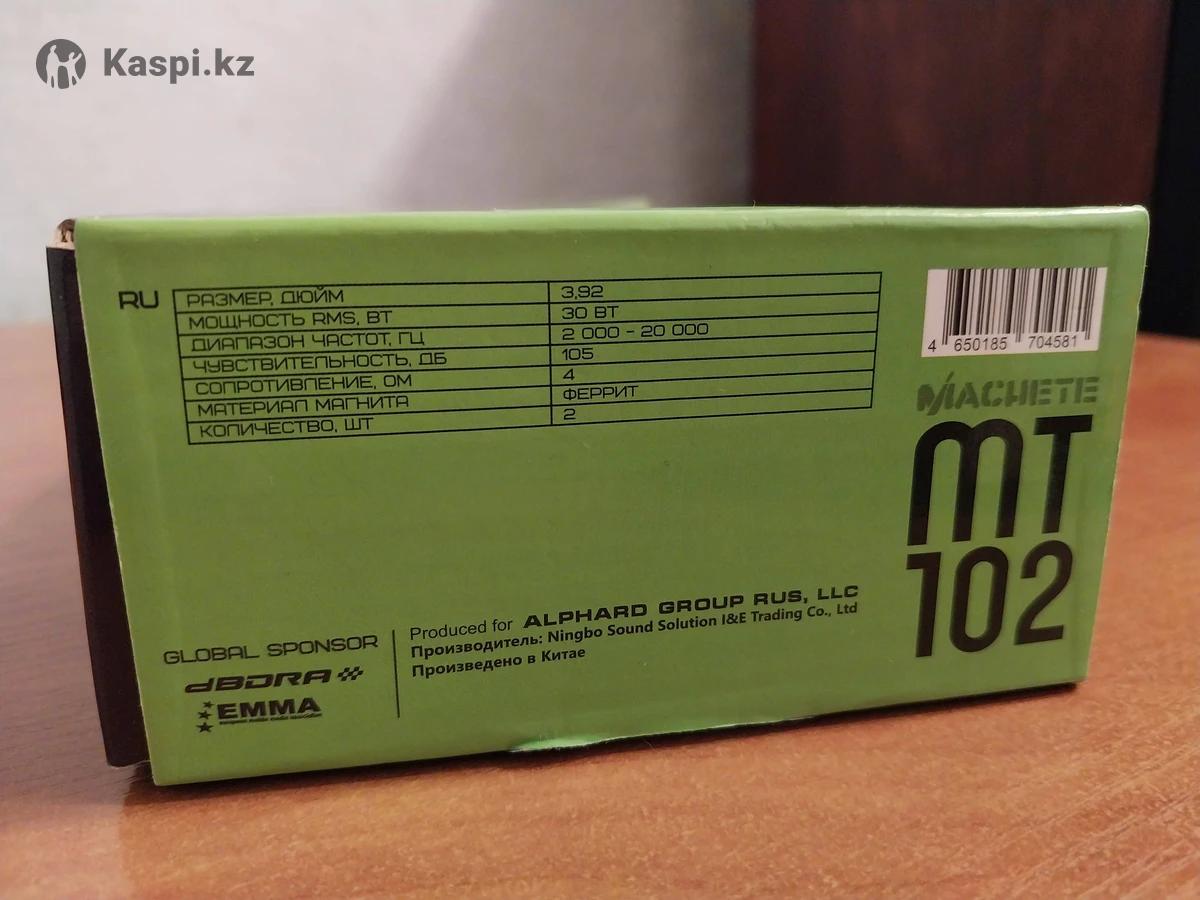 Kaspi.kz
RU
РАЗМЕР, ДЮЙМ 3,92
МОЩНОСТЬ RMS, ВТ 30 ВТ
ДИАПАЗОН ЧАСТОТ, ГЦ 2 000 - 20 000
ЧУВСТВИТЕЛЬНОСТЬ, ДБ 105
СОПРОТИВЛЕНИЕ, ОМ 4
МАТЕРИАЛ МАГНИТА ФЕРРИТ
КОЛИЧЕСТВО, ШТ 2
4 650185 704581
MACHETE
MT
102
GLOBAL SPONSOR
dBDRA
EMMA
Produced for ALPHARD GROUP RUS, LLC
Производитель: Ningbo Sound Solution I&E Trading Co., Ltd
Произведено в Китае